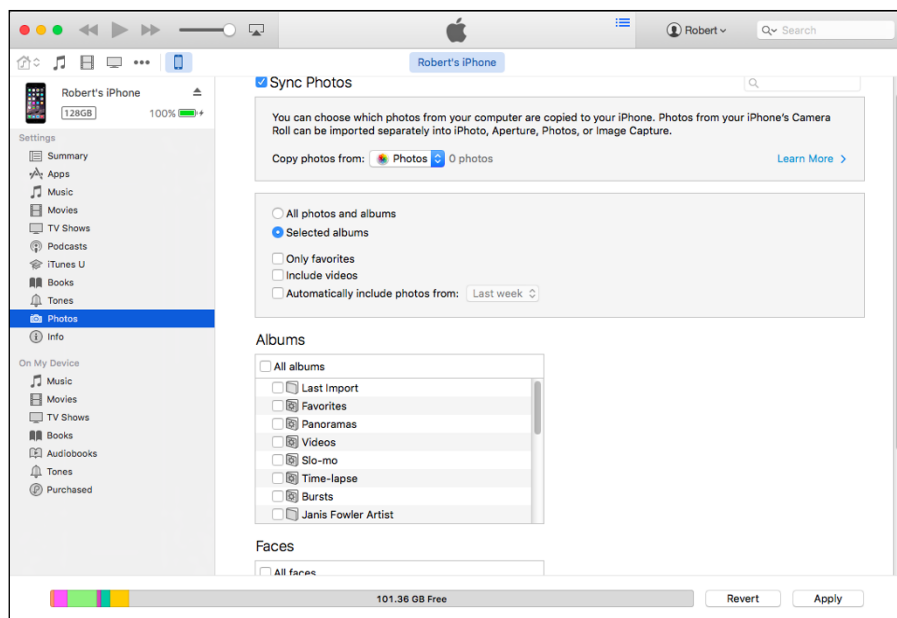 Robert
Search
Robert's iPhone
Robert's iPhone
128GB
100%
Settings
Summary
Apps
Music
Movies
TV Shows
Podcasts
iTunes U
Books
Tones
Photos
Info
On My Device
Music
Movies
TV Shows
Books
Audiobooks
Tones
Purchased
Sync Photos
You can choose which photos from your computer are copied to your iPhone. Photos from your iPhone's Camera
Roll can be imported separately into iPhoto, Aperture, Photos, or Image Capture.
Copy photos from: Photos 0 photos Learn More
All photos and albums
Selected albums
Only favorites
Include videos
Automatically include photos from: Last week
Albums
All albums
Last Import
Favorites
Panoramas
Videos
Slo-mo
Time-lapse
Bursts
Janis Fowler Artist
Faces
All faces
101.36 GB Free
Revert
Apply